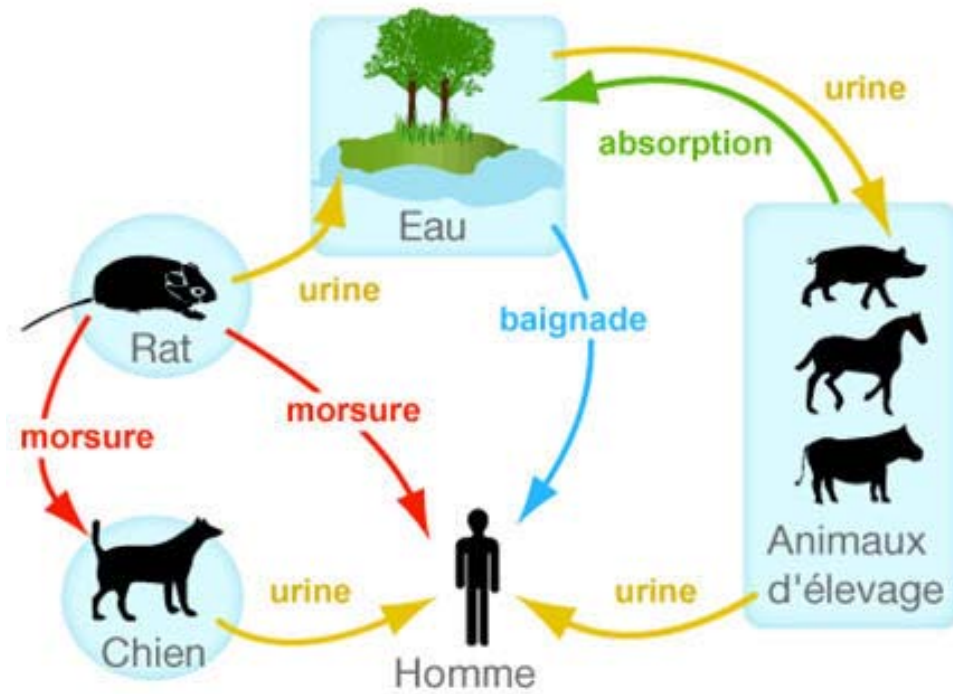 urine
absorption
Eau
urine
baignade
Rat
morsure
morsure
Animaux
d'élevage
urine
urine
Chien
Homme